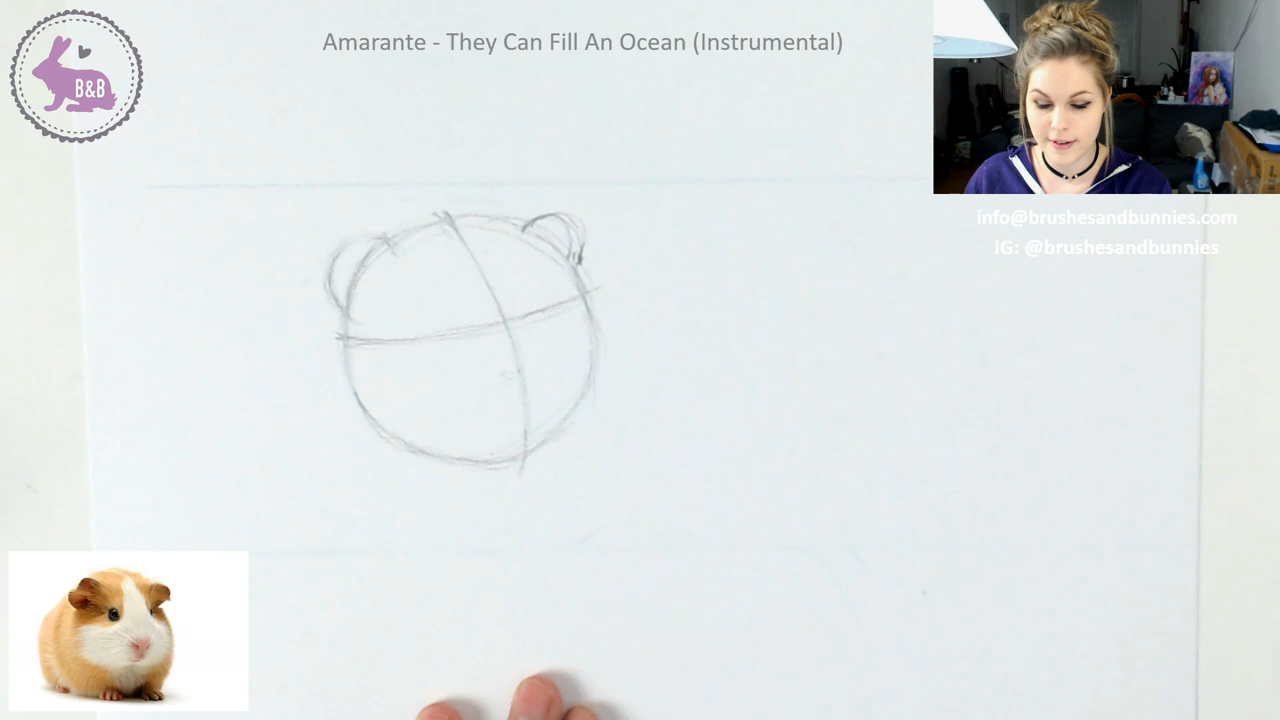 B&B
Amarante - They Can Fill An Ocean (Instrumental)
info@brushesandbunnies.com
IG: @brushesandbunnies